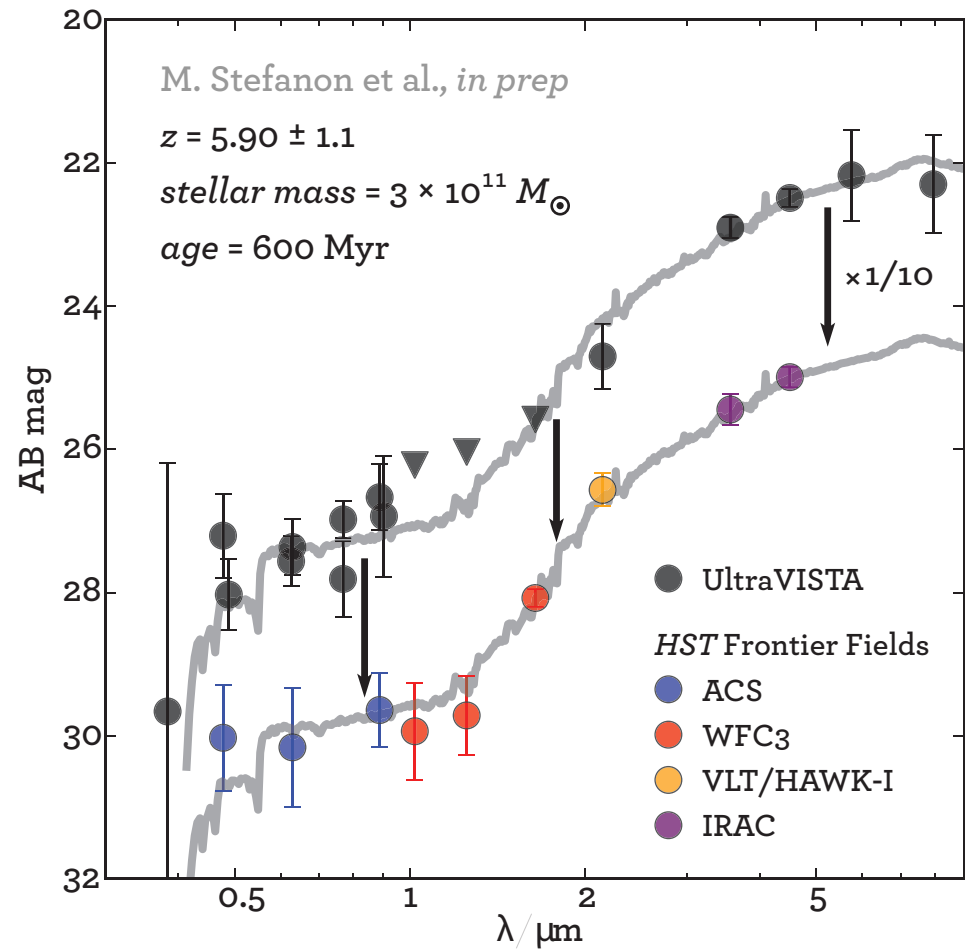 20
22
24
26
28
30
32
AB mag
M. Stefanon et al., in prep
z = 5.90 ± 1.1
stellar mass = 3 × 10¹¹ M☉
age = 600 Myr
×1/10
UltraVISTA
HST Frontier Fields
ACS
WFC3
VLT/HAWK-I
IRAC
0.5 1 2 5
λ / μm